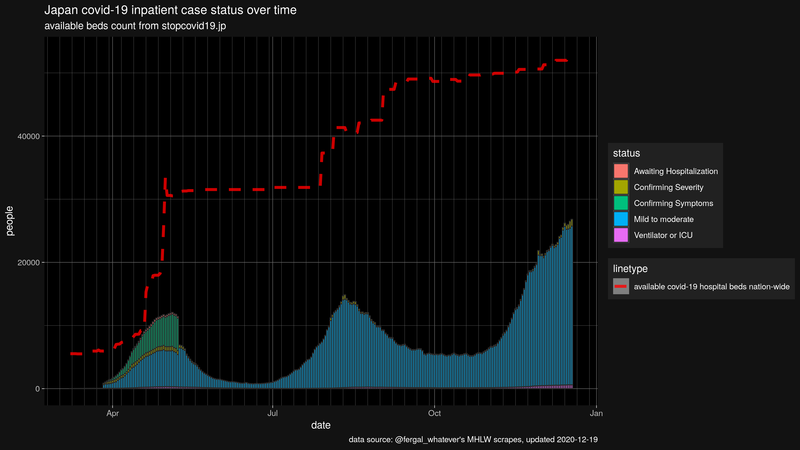 Japan covid-19 inpatient case status over time
available beds count from stopcovid19.jp
people
40000
20000
0
Apr
Jul
Oct
Jan
date
status
Awaiting Hospitalization
Confirming Severity
Confirming Symptoms
Mild to moderate
Ventilator or ICU
linetype
available covid-19 hospital beds nation-wide
data source: @fergal_whatever's MHLW scrapes, updated 2020-12-19